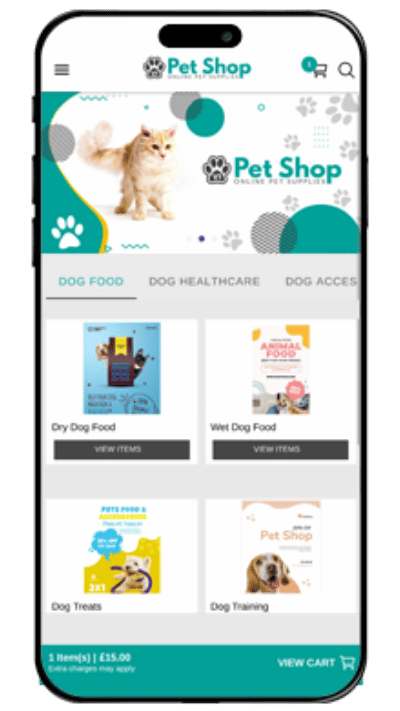 Pet Shop
ONLINE PET SUPPLIES
1
Pet Shop
ONLINE PET SUPPLIES
DOG FOOD
DOG HEALTHCARE
DOG ACCES
ANIMAL
FOOD
Dry Dog Food
Wet Dog Food
VIEW ITEMS
VIEW ITEMS
PETS FOOD &
ACCESSORIES
2X1
Pet Shop
Dog Treats
Dog Training
1 Item(s) | £15.00
Extra charges may apply
VIEW CART